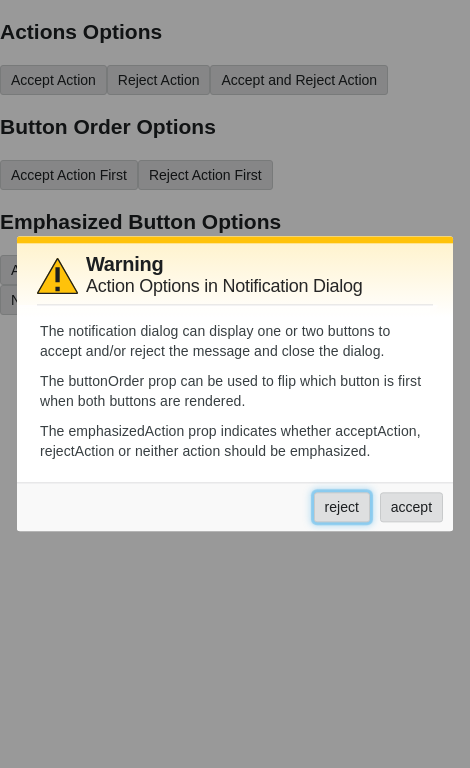 Actions Options
Accept Action Reject Action Accept and Reject Action
Button Order Options
Accept Action First Reject Action First
Emphasized Button Options
Warning
Action Options in Notification Dialog
The notification dialog can display one or two buttons to
accept and/or reject the message and close the dialog.
The buttonOrder prop can be used to flip which button is first
when both buttons are rendered.
The emphasizedAction prop indicates whether acceptAction,
rejectAction or neither action should be emphasized.
reject accept